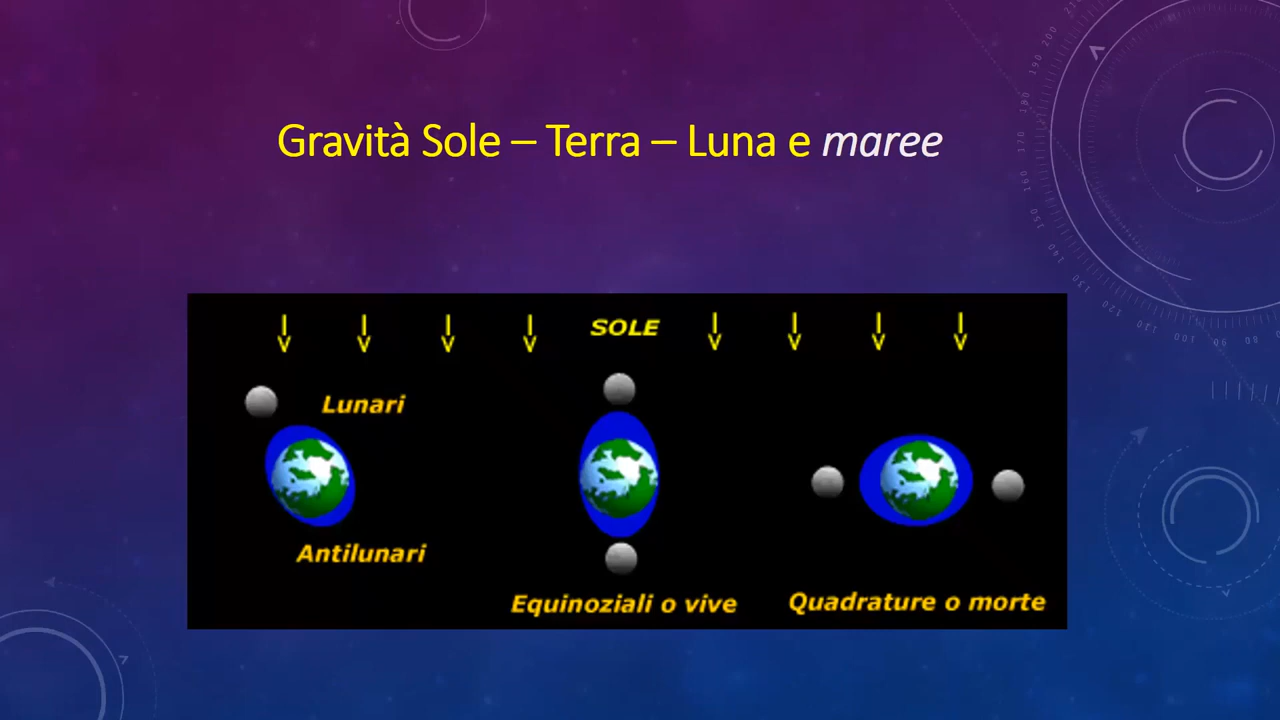 Gravità Sole – Terra – Luna e maree
SOLE
Lunari
Antilunari
Equinoziali o vive
Quadrature o morte